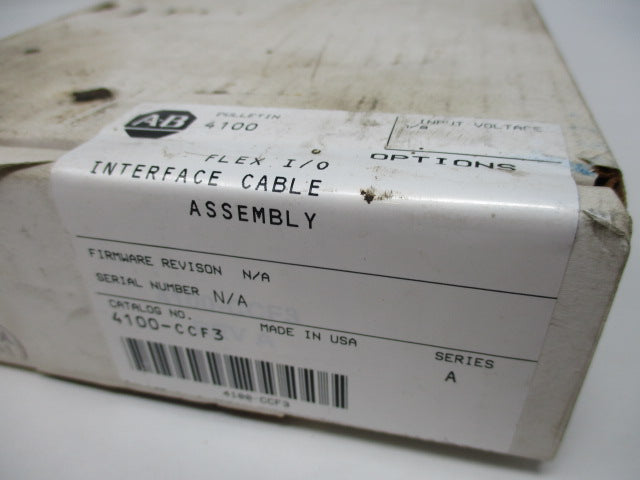 A-B
BULLETIN
4100
INPUT VOLTAGE
OPTIONS
FLEX I/O
INTERFACE CABLE
ASSEMBLY
FIRMWARE REVISON N/A
SERIAL NUMBER N/A
CATALOG NO.
4100-CCF3
MADE IN USA
SERIES
A
4100-CCF3